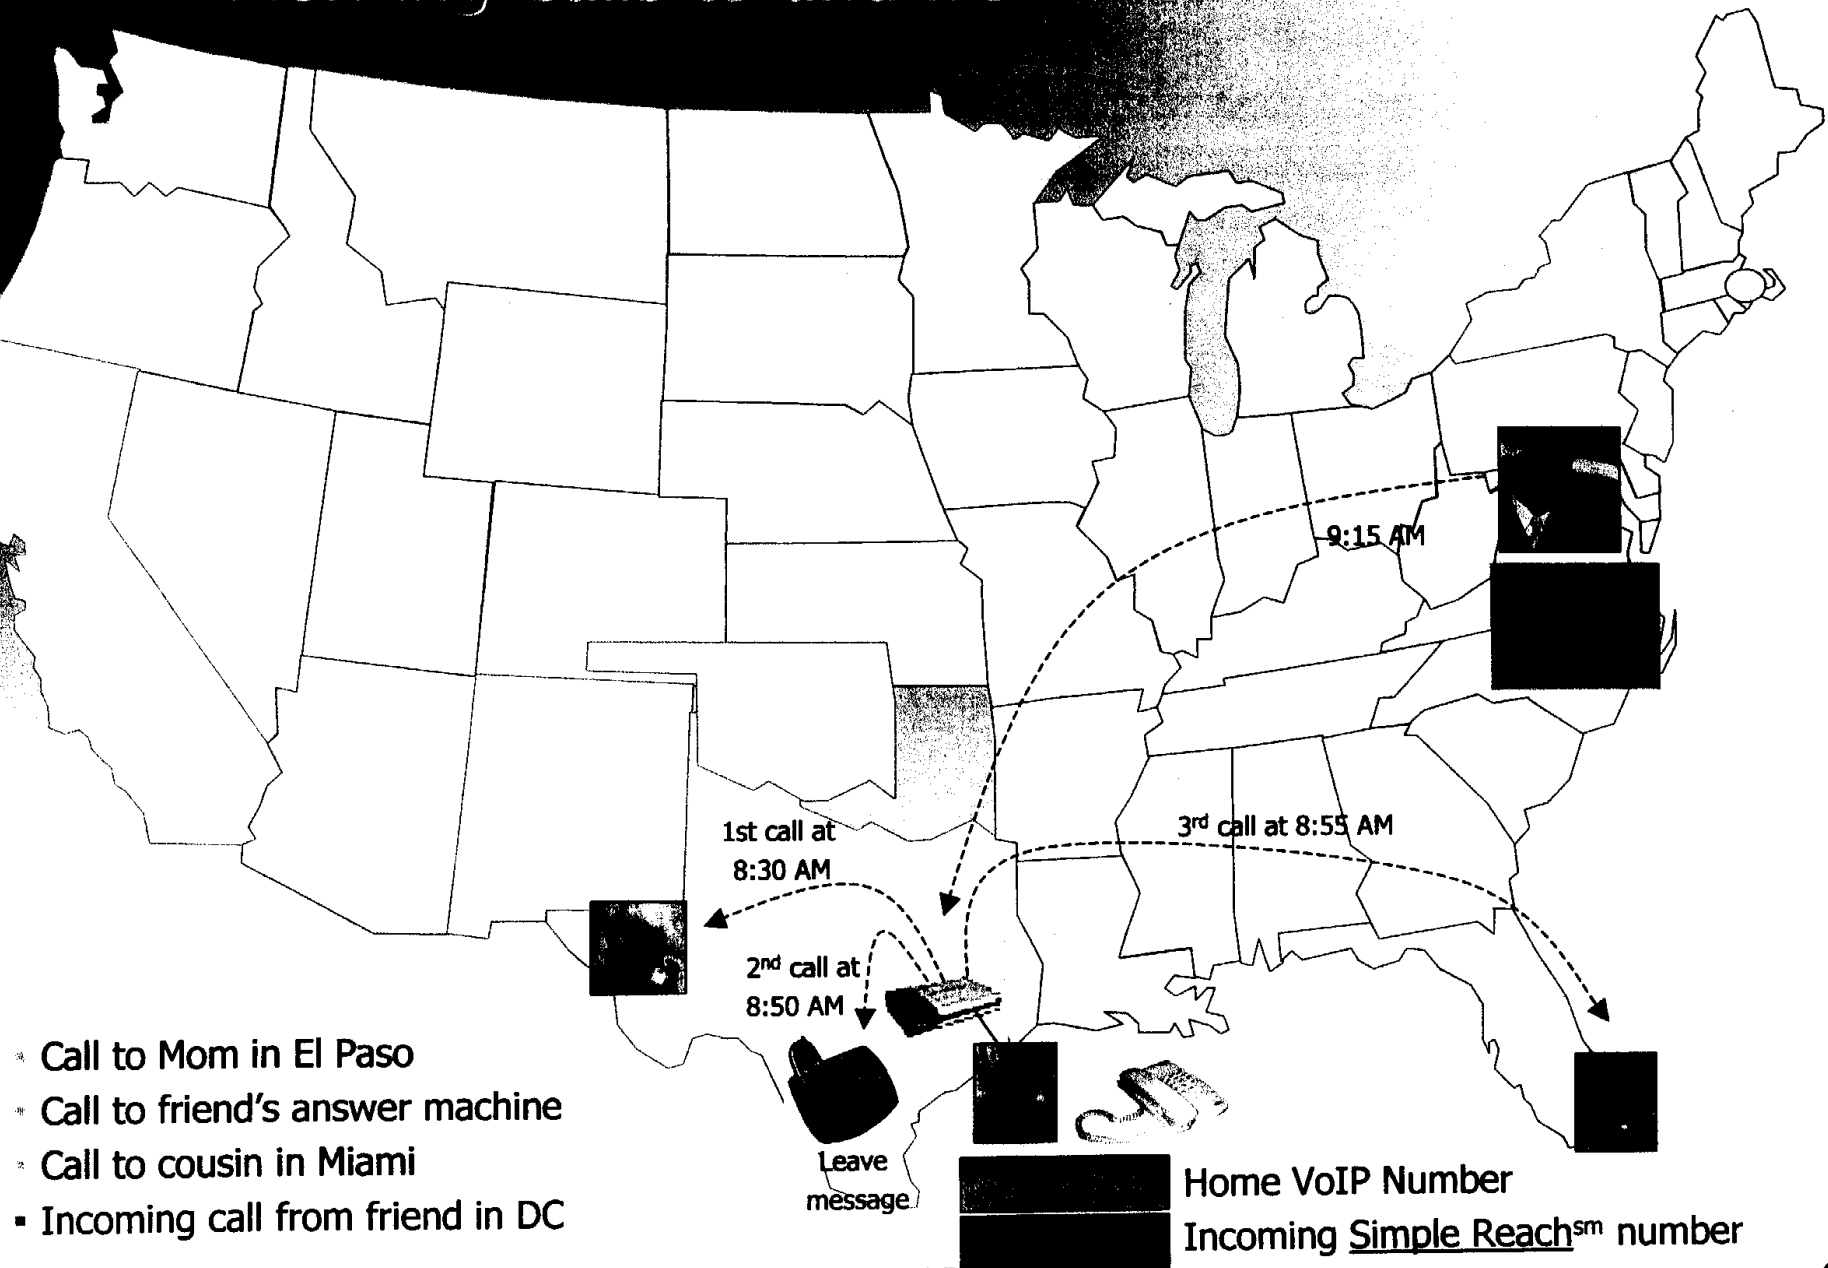 9:15 AM
1st call at
8:30 AM
3rd call at 8:55 AM
2nd call at
8:50 AM
Leave
message
Call to Mom in El Paso
Call to friend's answer machine
Call to cousin in Miami
▪ Incoming call from friend in DC
Home VoIP Number
Incoming Simple Reachsm number